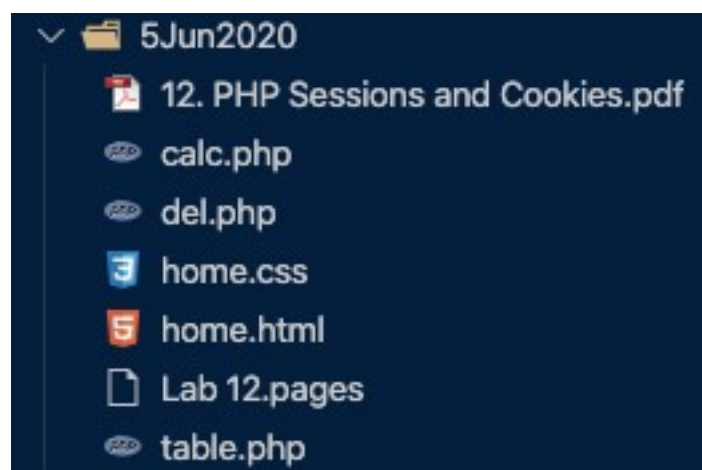 5Jun2020
12. PHP Sessions and Cookies.pdf
calc.php
del.php
home.css
home.html
Lab 12.pages
table.php